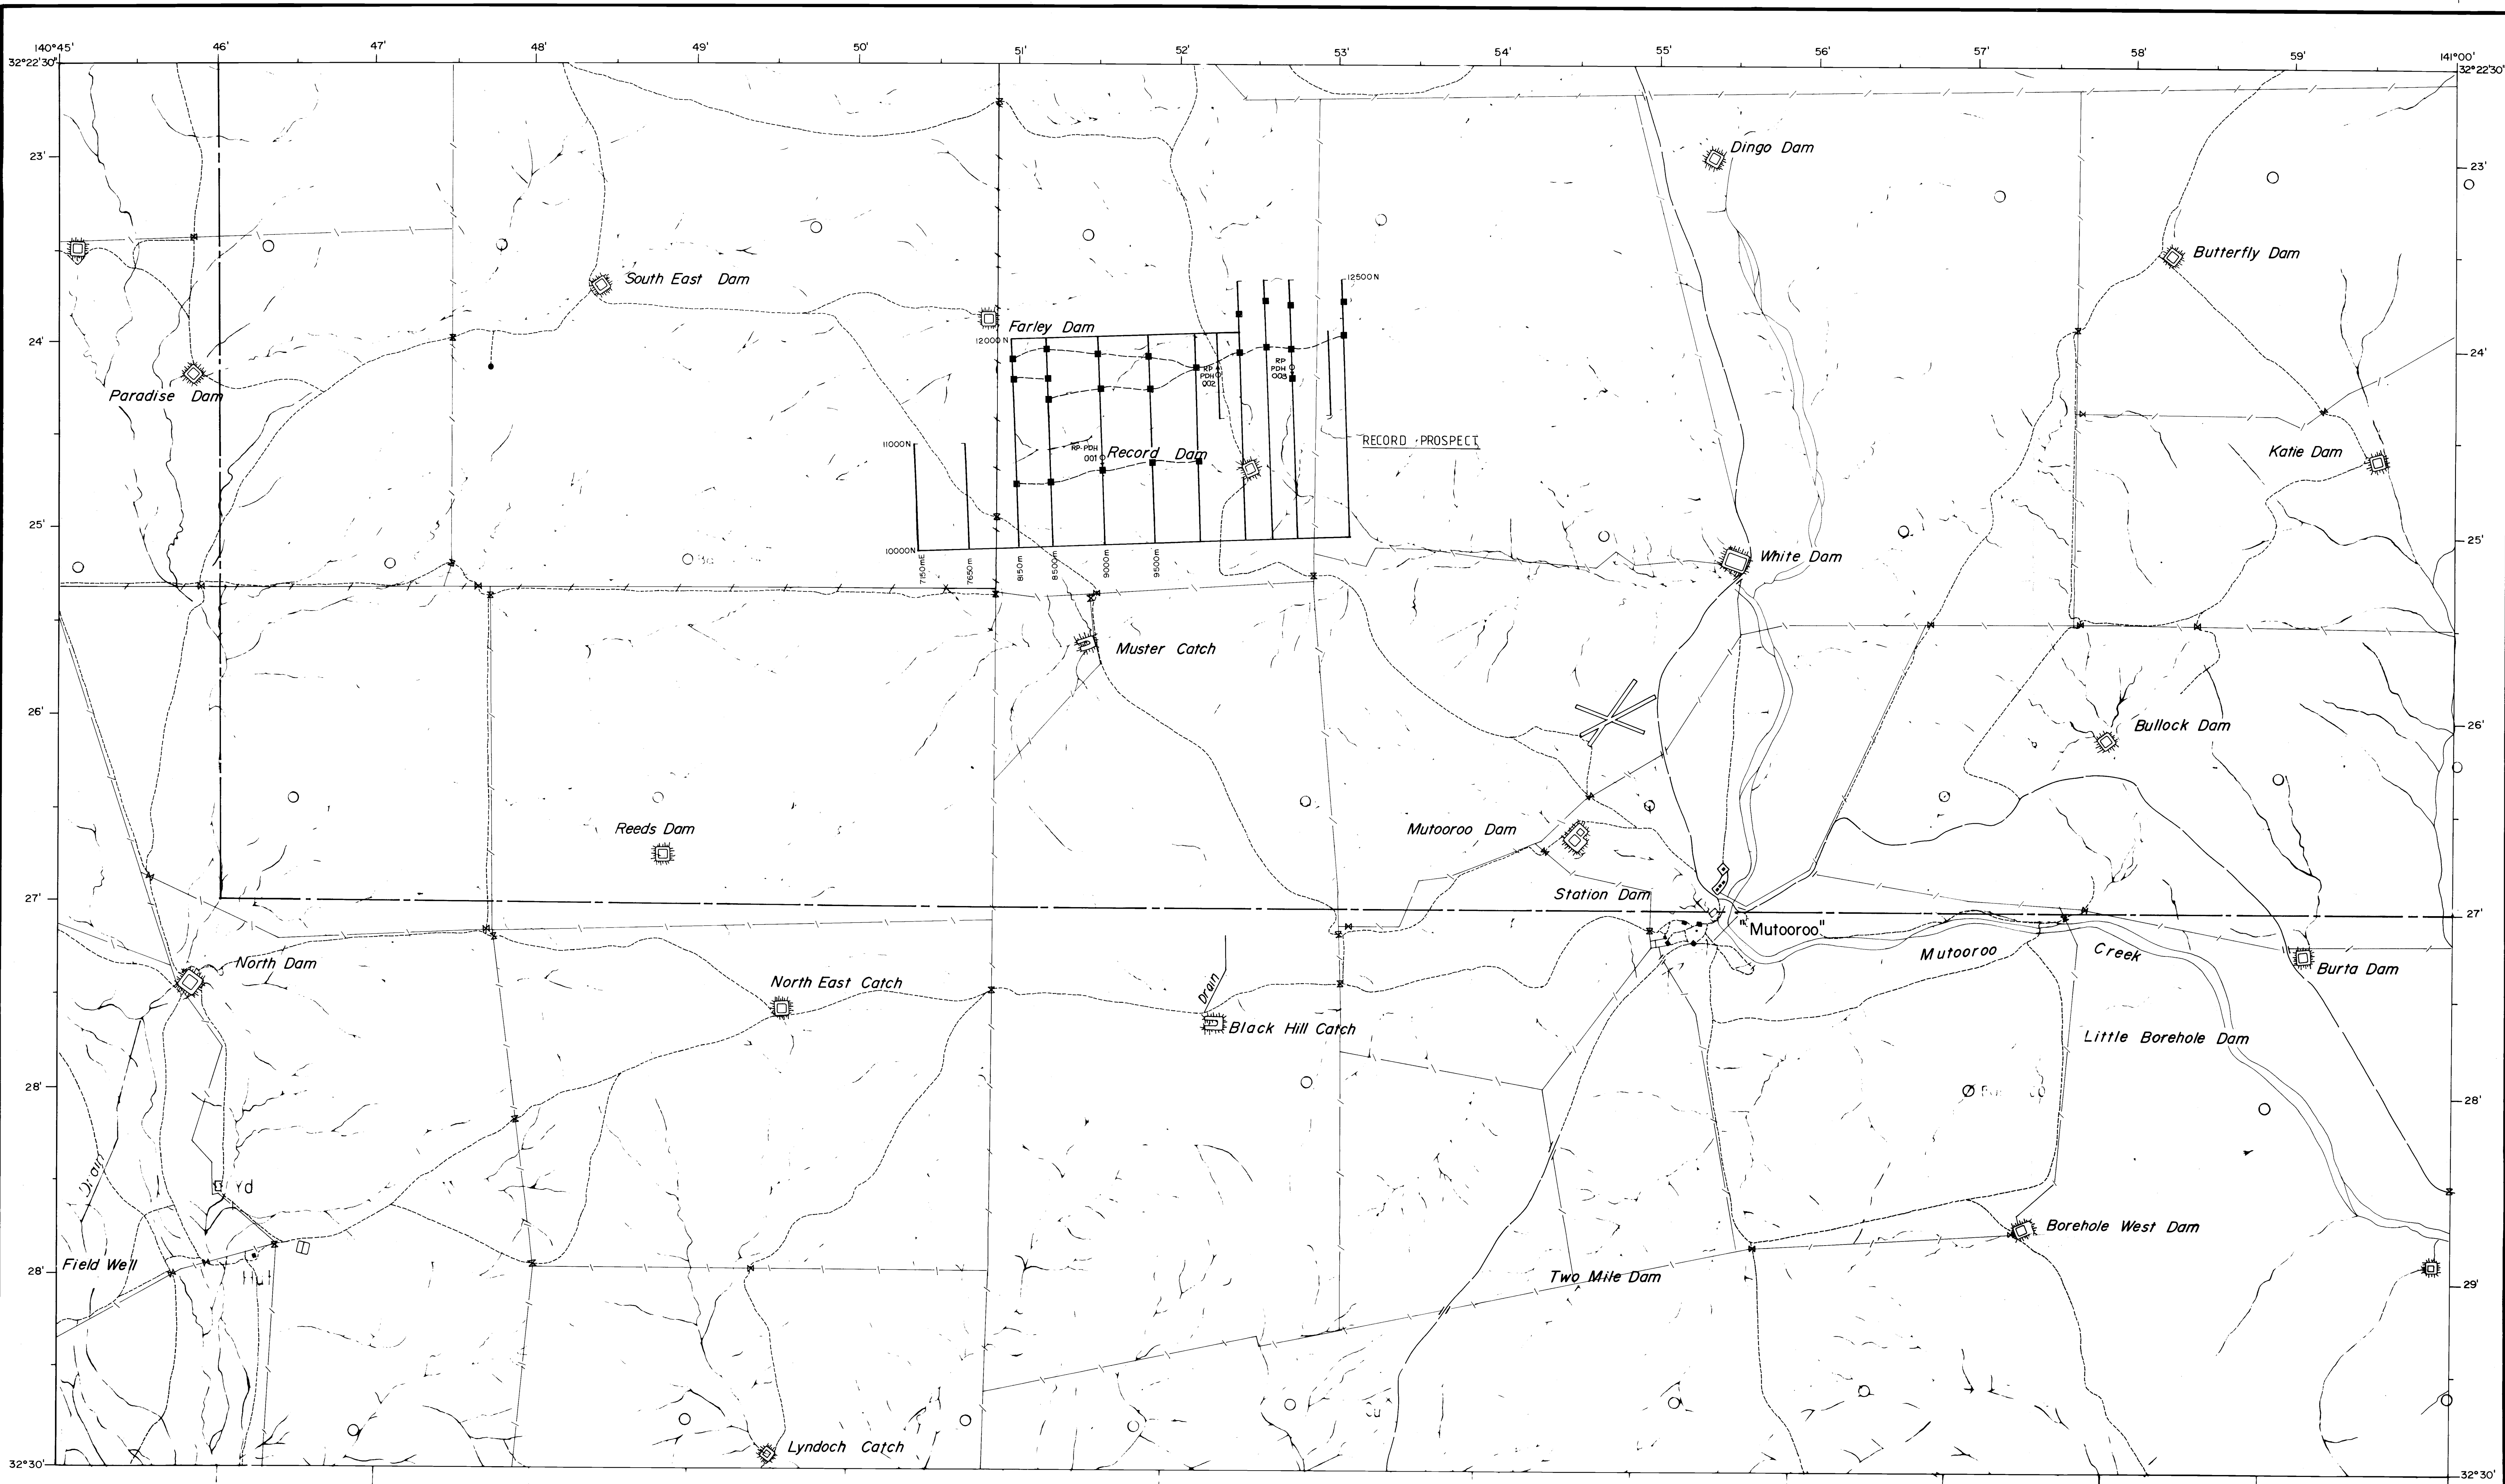 140°45' 46' 47' 48' 49' 50' 51' 52' 53' 54' 55' 56' 57' 58' 59' 141°00'
32°22'30" 32°22'30"
Dingo Dam
23' 23'
Butterfly Dam
South East Dam
12500N
Farley Dam
12000N
24' 24'
RP
PDH
003
RP
PDH
002
Paradise Dam
RECORD PROSPECT
11000N
RP-PDH
001
Record Dam
Katie Dam
25' 25'
10000N
7150mE
7650m
8150m
8500m
9000m
9500m
White Dam
Muster Catch
26' 26'
Bullock Dam
Reeds Dam
Mutooroo Dam
Station Dam
27' 27'
"Mutooroo"
Mutooroo Creek
North Dam
North East Catch
Drain
Black Hill Catch
Burta Dam
Little Borehole Dam
28' 28'
Drain
Yd
Borehole West Dam
Field Well
28'
Hut
Two Mile Dam
29'
Lyndoch Catch
32°30' 32°30'